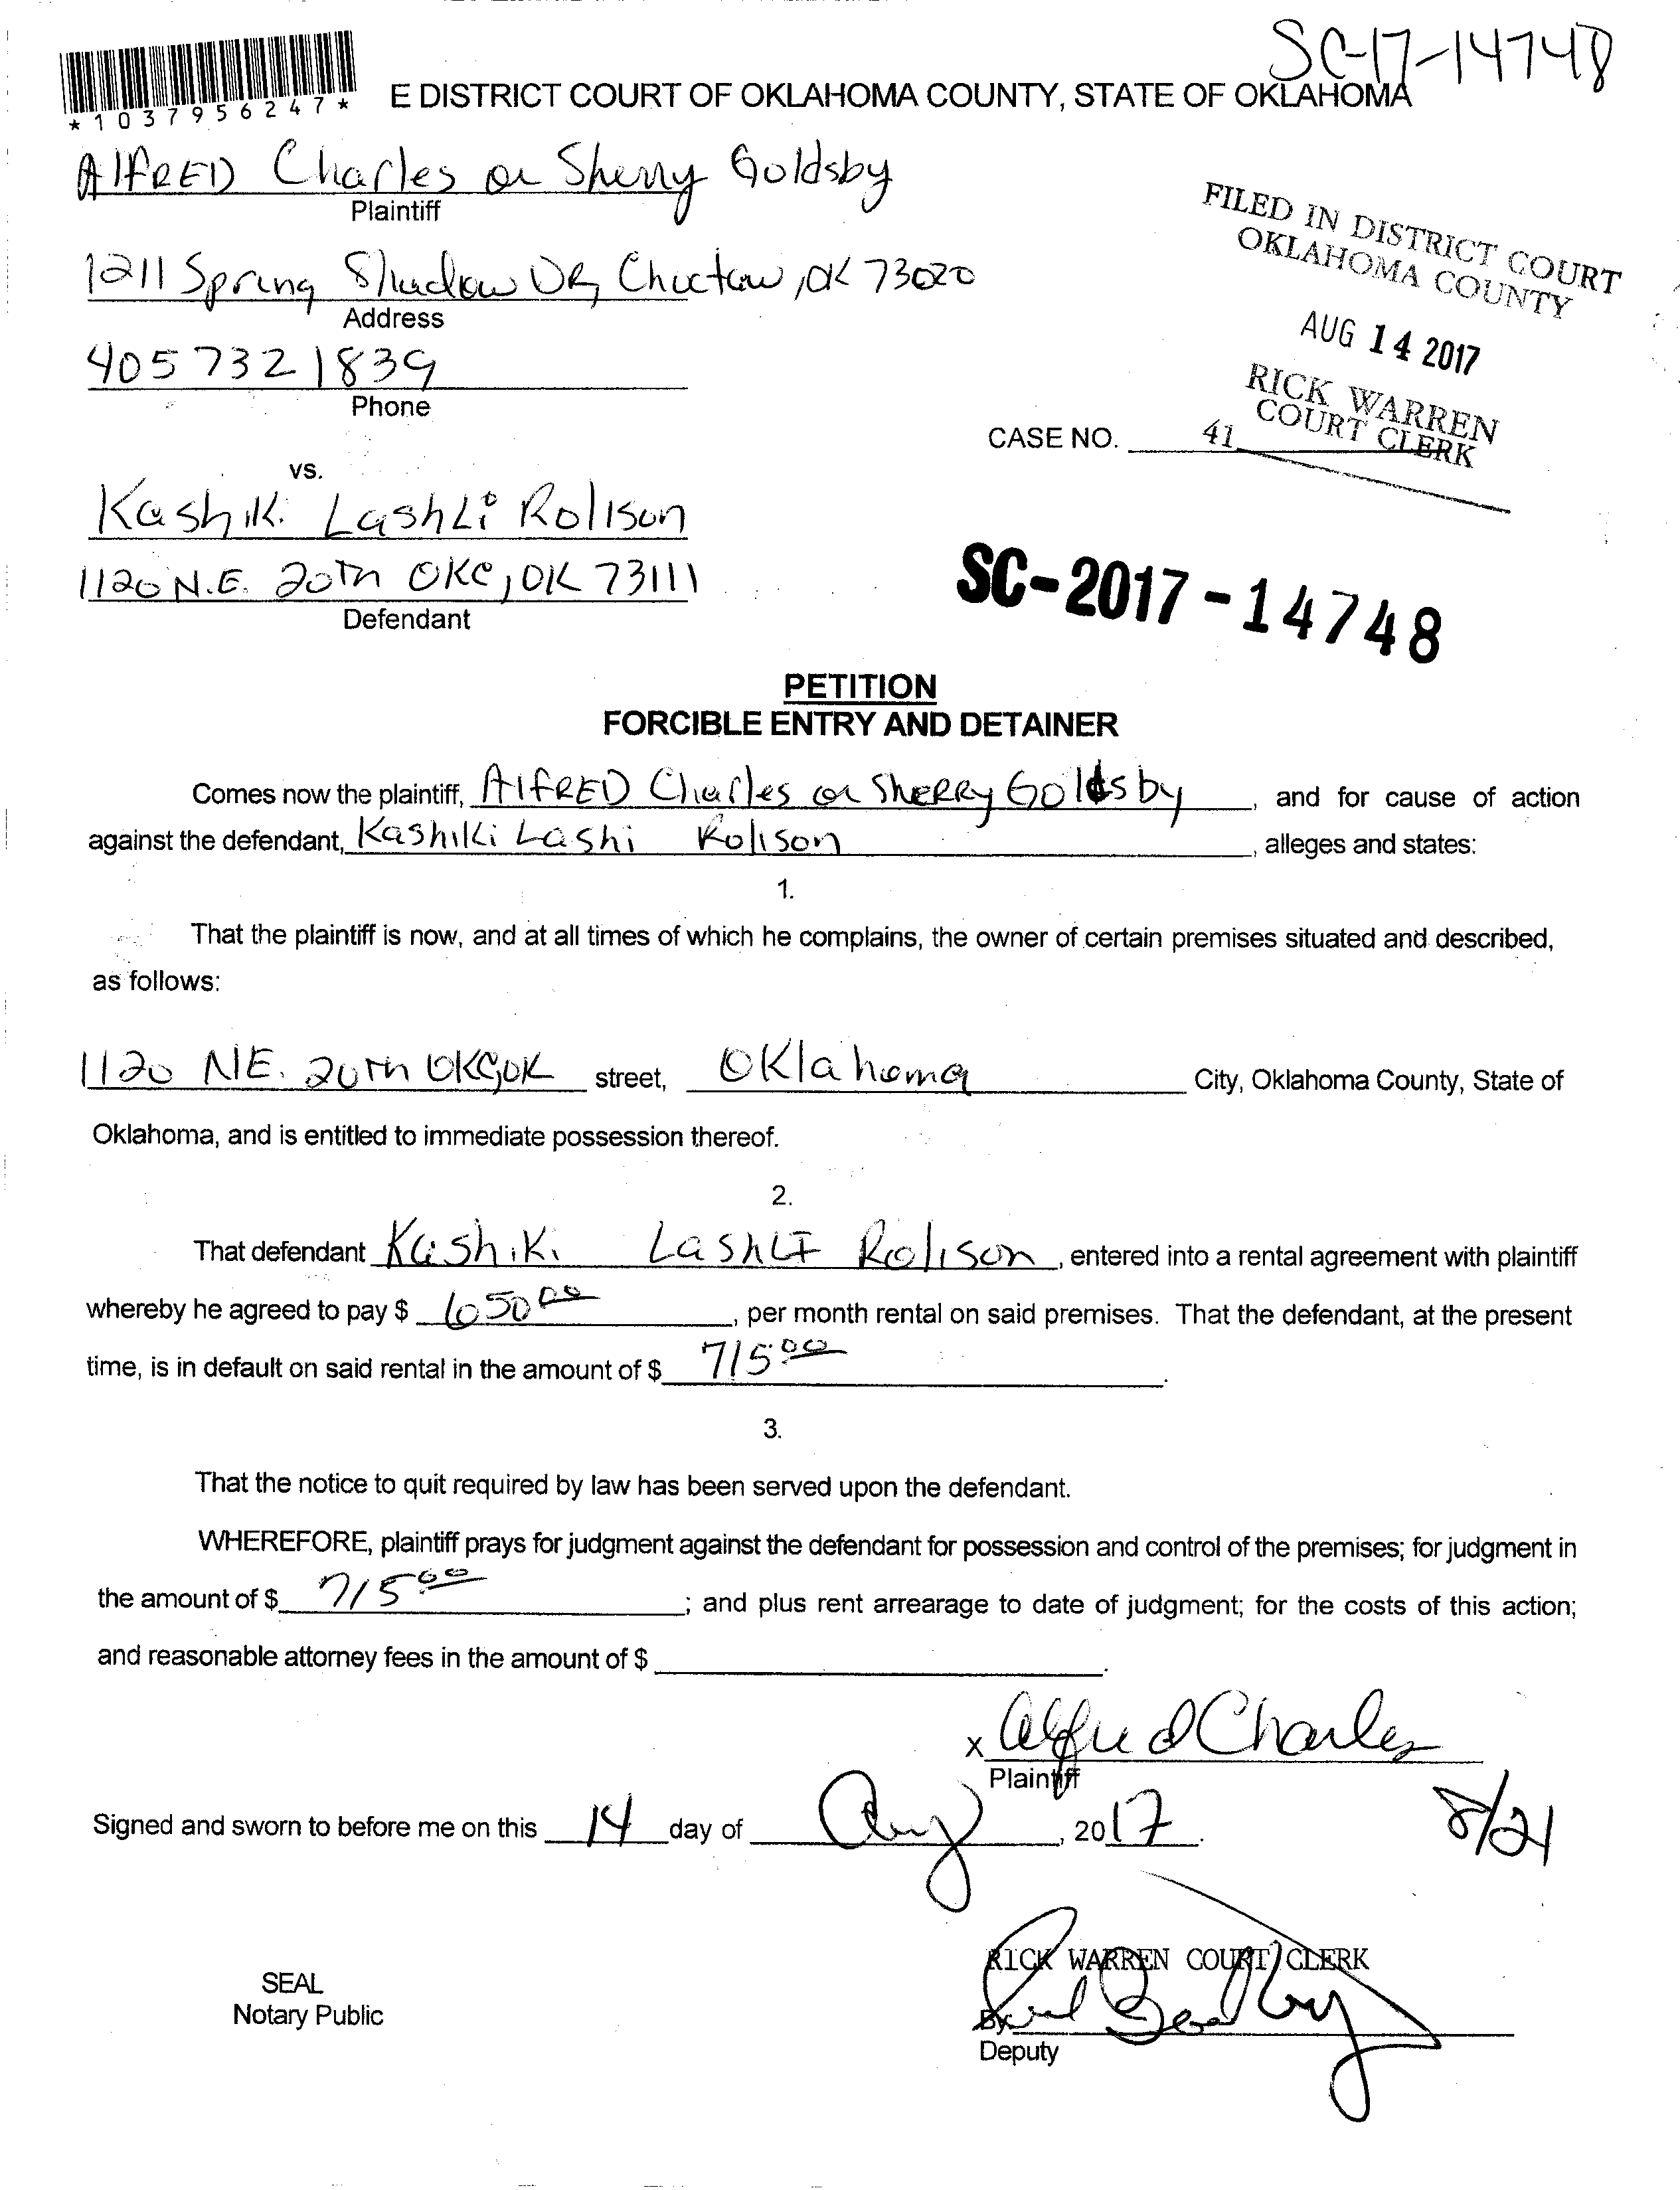 SC-17-14748
*1037956247*
E DISTRICT COURT OF OKLAHOMA COUNTY, STATE OF OKLAHOMA
AlfRED Charles or Sherry Goldsby
Plaintiff
1211 Spring Shadow DR, Choctaw, OK 73020
Address
405 732 1839
Phone
FILED IN DISTRICT COURT
OKLAHOMA COUNTY
AUG 14 2017
RICK WARREN
COURT CLERK
CASE NO. 41
vs.
Kashiki LashLi Rolison
1120 N.E. 20Th OKC, OK 73111
Defendant
SC-2017-14748
PETITION
FORCIBLE ENTRY AND DETAINER
Comes now the plaintiff, AlfRED Charles or SheRRy Goldsby, and for cause of action
against the defendant, Kashiki Lashi Rolison, alleges and states:
1.
That the plaintiff is now, and at all times of which he complains, the owner of certain premises situated and described,
as follows:
1120 NE. 20Th OKC, OK street, Oklahoma City, Oklahoma County, State of
Oklahoma, and is entitled to immediate possession thereof.
2.
That defendant Kashiki LashLI Rolison, entered into a rental agreement with plaintiff
whereby he agreed to pay $ 650 00, per month rental on said premises. That the defendant, at the present
time, is in default on said rental in the amount of $ 715 00.
3.
That the notice to quit required by law has been served upon the defendant.
WHEREFORE, plaintiff prays for judgment against the defendant for possession and control of the premises; for judgment in
the amount of $ 715 00; and plus rent arrearage to date of judgment; for the costs of this action;
and reasonable attorney fees in the amount of $ .
x Alfred Charles
Plaintiff
Signed and sworn to before me on this 14 day of Aug, 2017.
8/21
RICK WARREN COURT CLERK
SEAL
Notary Public
By
Deputy